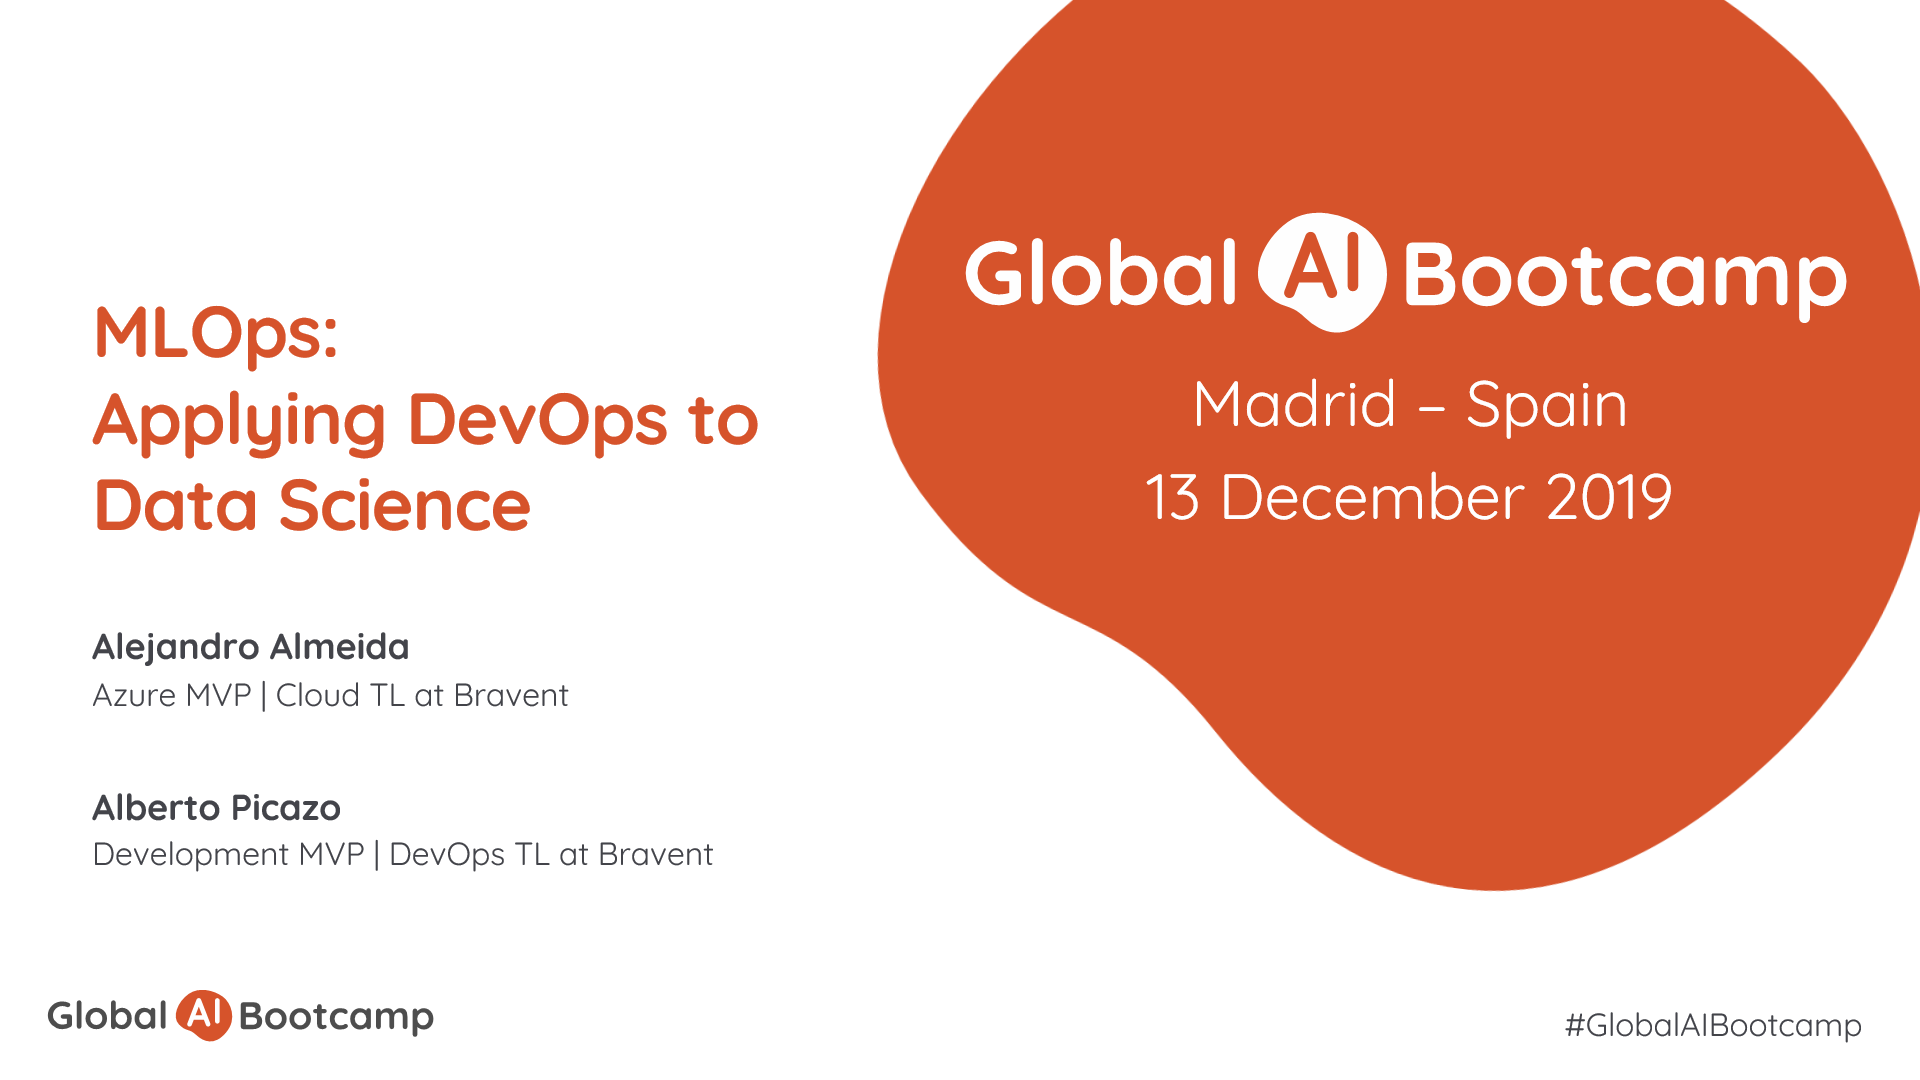 MLOps:
Applying DevOps to
Data Science
Alejandro Almeida
Azure MVP | Cloud TL at Bravent
Alberto Picazo
Development MVP | DevOps TL at Bravent
Global AI Bootcamp
Madrid – Spain
13 December 2019
Global AI Bootcamp
#GlobalAIBootcamp